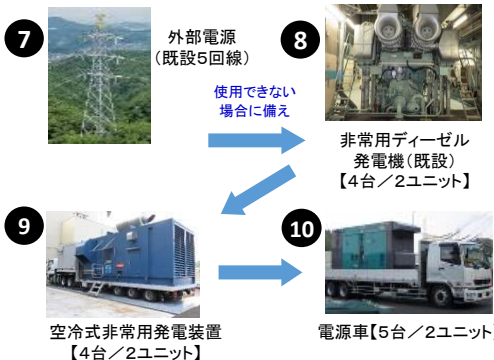 7
外部電源
(既設5回線)
使用できない
場合に備え
8
非常用ディーゼル
発電機(既設)
【4台／2ユニット】
9
空冷式非常用発電装置
【4台／2ユニット】
10
電源車【5台／2ユニット】